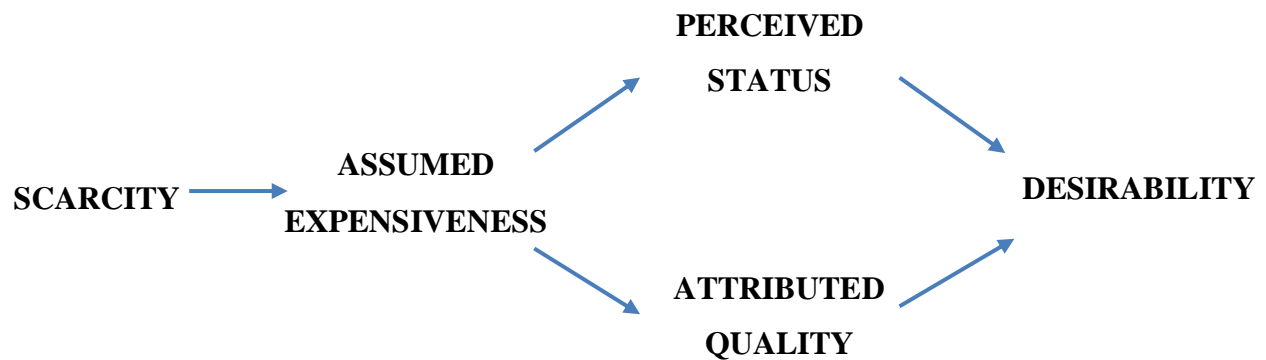 PERCEIVED
STATUS
ASSUMED
EXPENSIVENESS
SCARCITY
DESIRABILITY
ATTRIBUTED
QUALITY